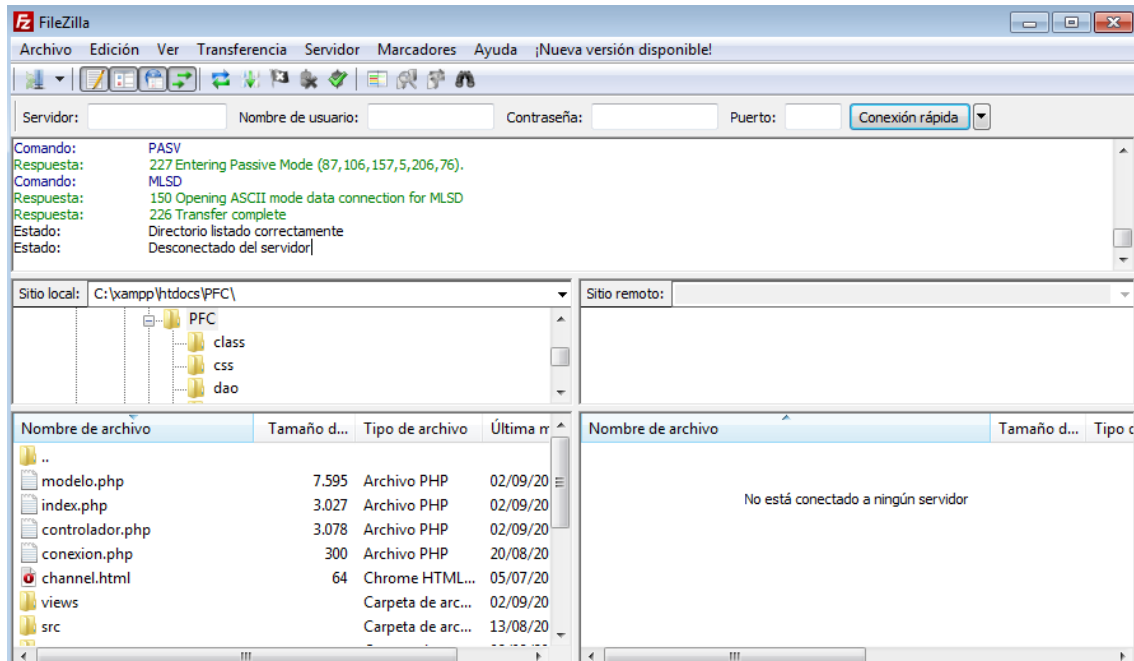 FileZilla
Archivo Edición Ver Transferencia Servidor Marcadores Ayuda ¡Nueva versión disponible!
Servidor: Nombre de usuario: Contraseña: Puerto: Conexión rápida
Comando: PASV
Respuesta: 227 Entering Passive Mode (87,106,157,5,206,76).
Comando: MLSD
Respuesta: 150 Opening ASCII mode data connection for MLSD
Respuesta: 226 Transfer complete
Estado: Directorio listado correctamente
Estado: Desconectado del servidor
Sitio local: C:\xampp\htdocs\PFC\ Sitio remoto:
PFC
class
css
dao
Nombre de archivo Tamaño d... Tipo de archivo Última m Nombre de archivo Tamaño d... Tipo d
..
modelo.php 7.595 Archivo PHP 02/09/20
index.php 3.027 Archivo PHP 02/09/20
No está conectado a ningún servidor
controlador.php 3.078 Archivo PHP 02/09/20
conexion.php 300 Archivo PHP 20/08/20
channel.html 64 Chrome HTML... 05/07/20
views Carpeta de arc... 02/09/20
src Carpeta de arc... 13/08/20